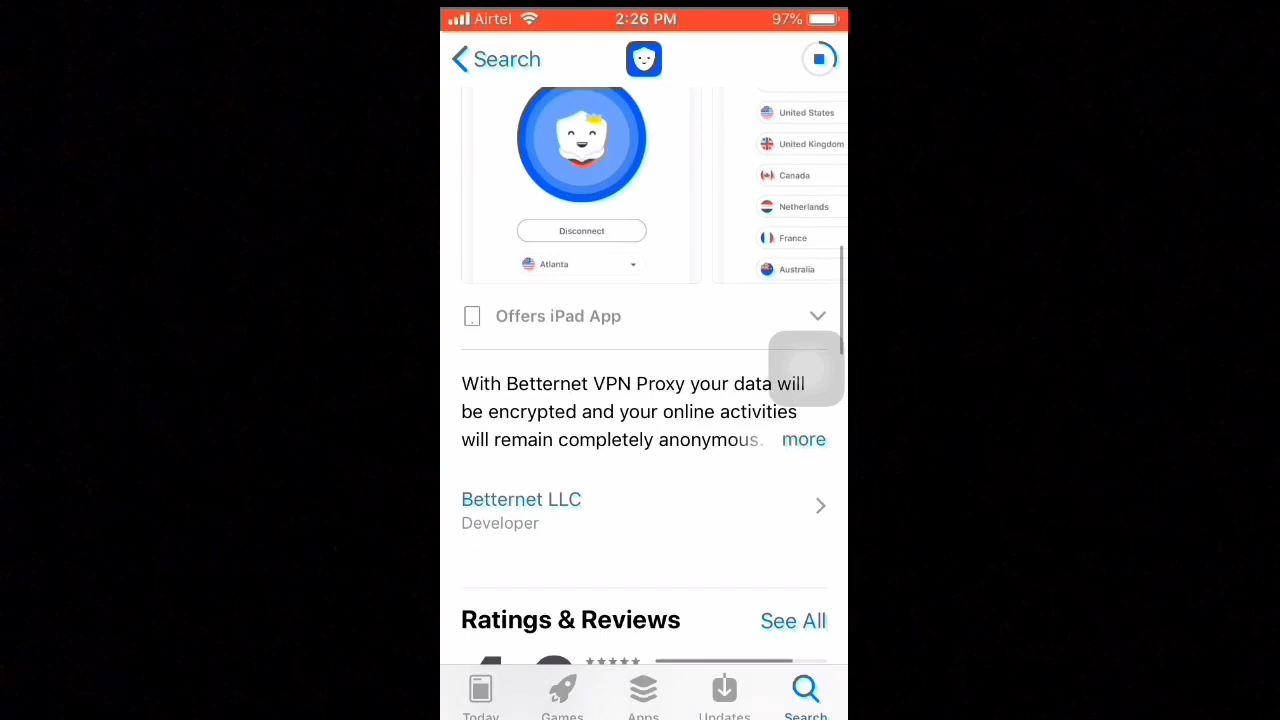 Airtel 2:26 PM 97%
Search
United States
United Kingdom
Canada
Netherlands
France
Australia
Disconnect
Atlanta
Offers iPad App
With Betternet VPN Proxy your data will
be encrypted and your online activities
will remain completely anonymous. more
Betternet LLC
Developer
Ratings & Reviews See All
Today Games Apps Updates Search